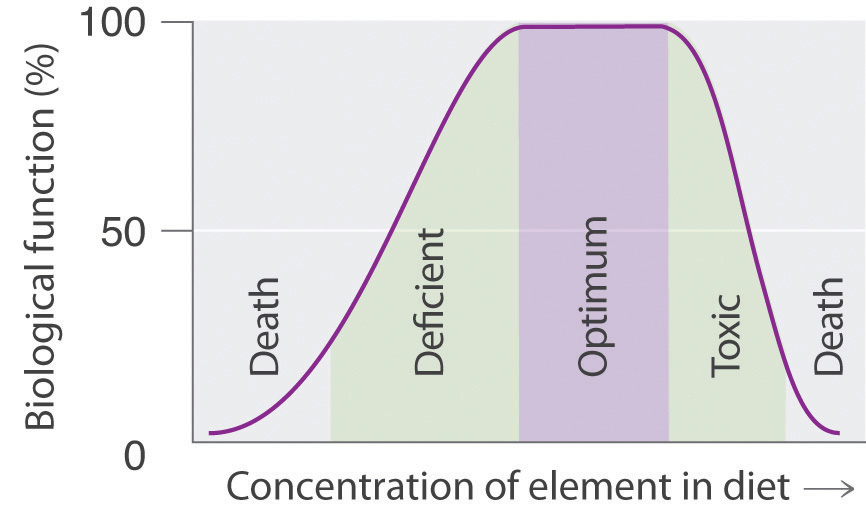 Biological function (%)
100
50
0
Death
Deficient
Optimum
Toxic
Death
Concentration of element in diet →